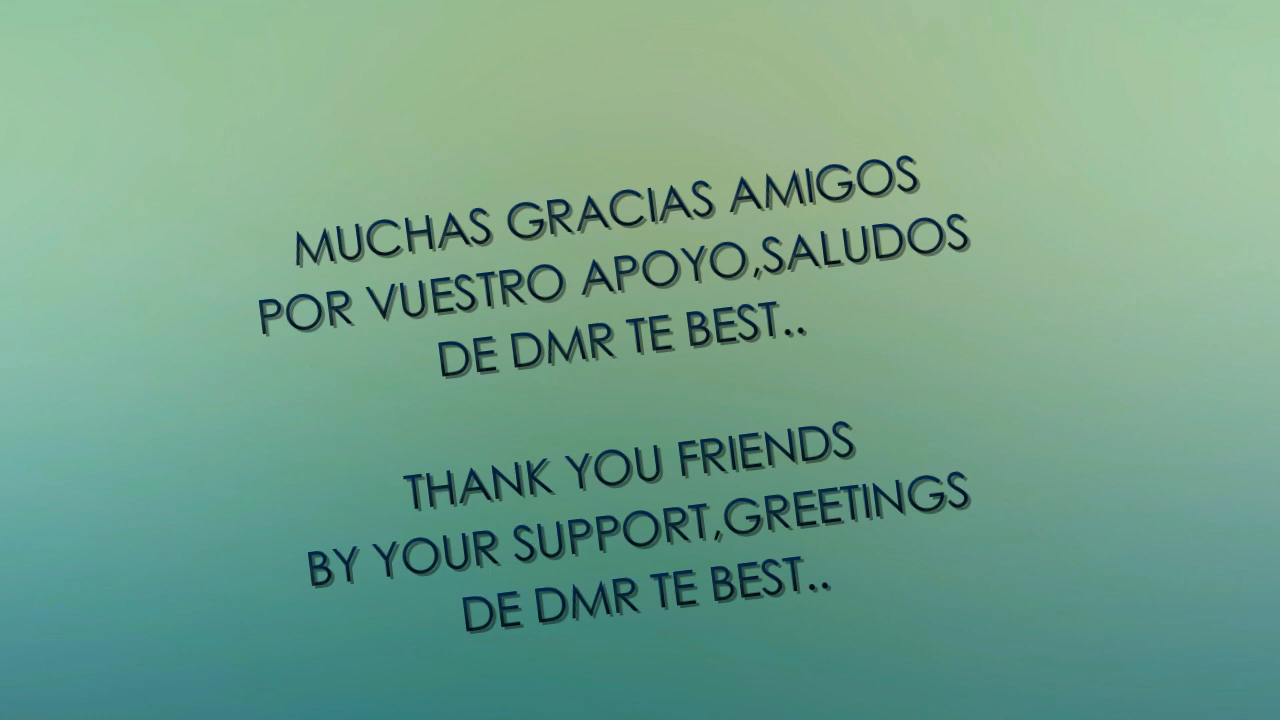 MUCHAS GRACIAS AMIGOS
POR VUESTRO APOYO,SALUDOS
DE DMR TE BEST..
THANK YOU FRIENDS
BY YOUR SUPPORT,GREETINGS
DE DMR TE BEST..